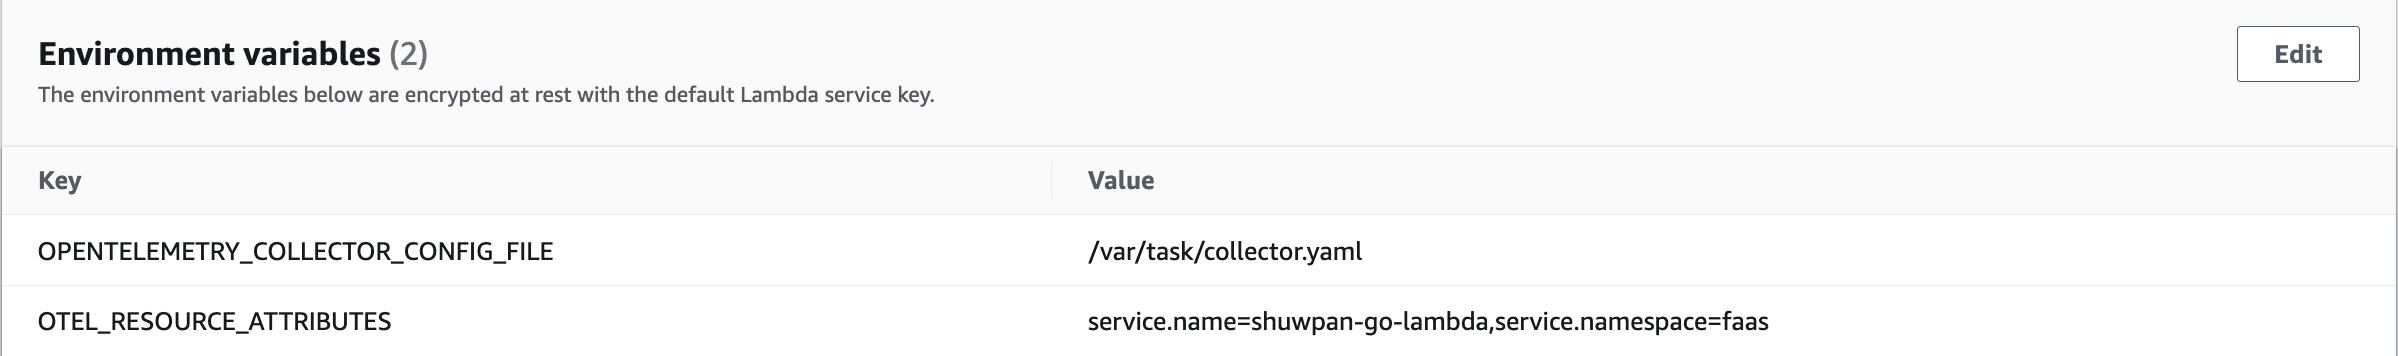 Environment variables (2)
Edit
The environment variables below are encrypted at rest with the default Lambda service key.
Key Value
OPENTELEMETRY_COLLECTOR_CONFIG_FILE /var/task/collector.yaml
OTEL_RESOURCE_ATTRIBUTES service.name=shuwpan-go-lambda,service.namespace=faas